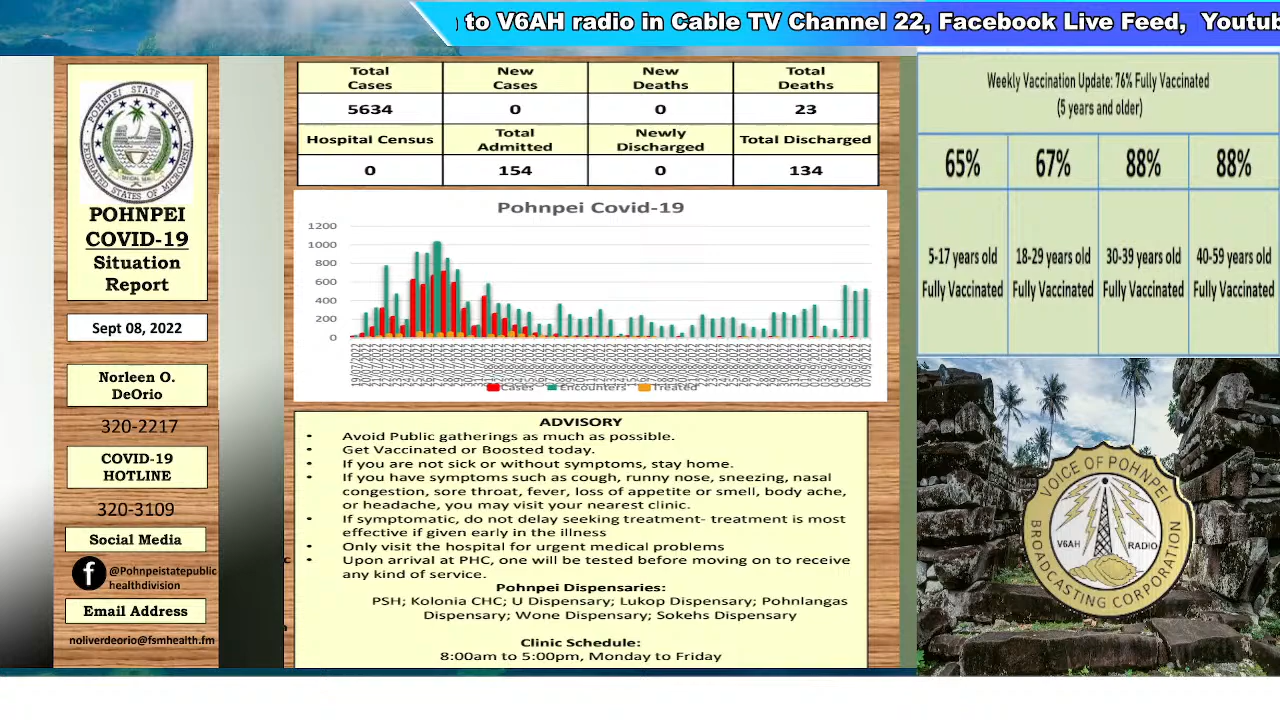 to V6AH radio in Cable TV Channel 22, Facebook Live Feed, Youtub
POHNPEI STATE SEAL
FEDERATED STATES OF MICRONESIA
POHNPEI
COVID-19
Situation
Report
Sept 08, 2022
Norleen O.
DeOrio
320-2217
COVID-19
HOTLINE
320-3109
Social Media
f @Pohnpeistatepublic
healthdivision
Email Address
noliverdeorio@fsmhealth.fm
Total Cases New Cases New Deaths Total Deaths
5634 0 0 23
Hospital Census Total Admitted Newly Discharged Total Discharged
0 154 0 134
Pohnpei Covid-19
1200
1000
800
600
400
200
0
Cases Encounters Treated
ADVISORY
• Avoid Public gatherings as much as possible.
• Get Vaccinated or Boosted today.
• If you are not sick or without symptoms, stay home.
• If you have symptoms such as cough, runny nose, sneezing, nasal
congestion, sore throat, fever, loss of appetite or smell, body ache,
or headache, you may visit your nearest clinic.
• If symptomatic, do not delay seeking treatment- treatment is most
effective if given early in the illness
• Only visit the hospital for urgent medical problems
• Upon arrival at PHC, one will be tested before moving on to receive
any kind of service.
Pohnpei Dispensaries:
PSH; Kolonia CHC; U Dispensary; Lukop Dispensary; Pohnlangas
Dispensary; Wone Dispensary; Sokehs Dispensary
Clinic Schedule:
8:00am to 5:00pm, Monday to Friday
Weekly Vaccination Update: 76% Fully Vaccinated
(5 years and older)
65% 67% 88% 88%
5-17 years old 18-29 years old 30-39 years old 40-59 years old
Fully Vaccinated Fully Vaccinated Fully Vaccinated Fully Vaccinated
VOICE OF POHNPEI
V6AH RADIO
BROADCASTING CORPORATION